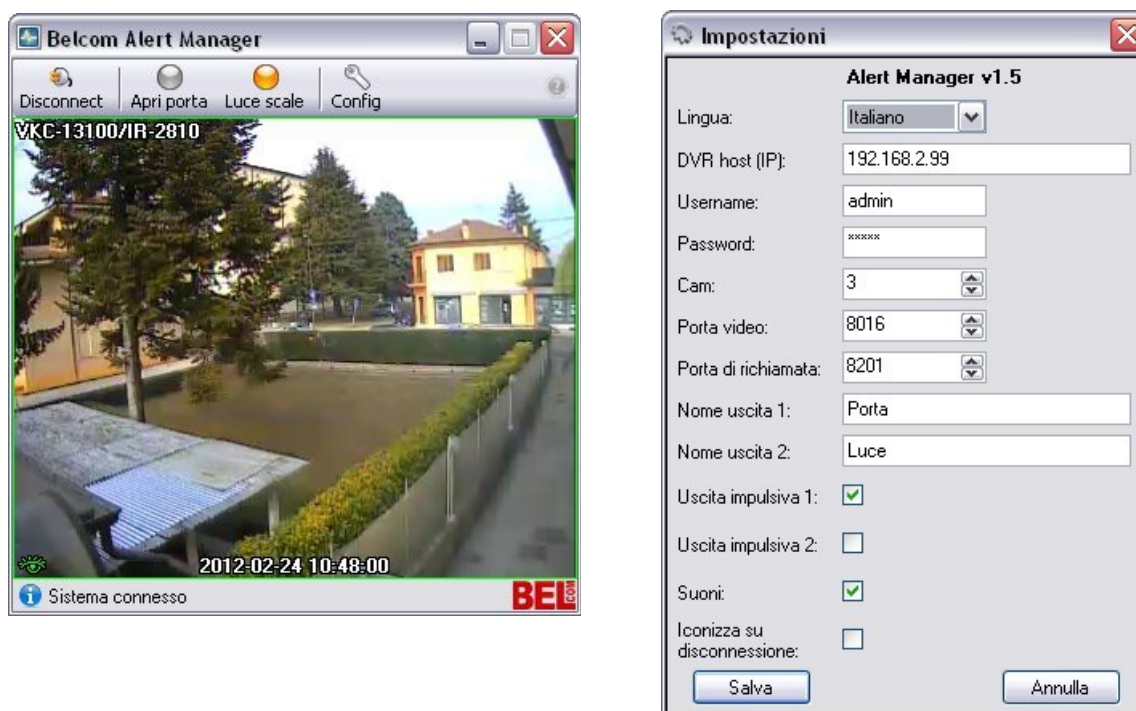 Belcom Alert Manager
Disconnect Apri porta Luce scale Config
VKC-13100/IR-2810
2012-02-24 10:48:00
Sistema connesso
BELCOM
Impostazioni
Alert Manager v1.5
Lingua: Italiano
DVR host (IP): 192.168.2.99
Username: admin
Password: *****
Cam: 3
Porta video: 8016
Porta di richiamata: 8201
Nome uscita 1: Porta
Nome uscita 2: Luce
Uscita impulsiva 1:
Uscita impulsiva 2:
Suoni:
Iconizza su
disconnessione:
Salva Annulla